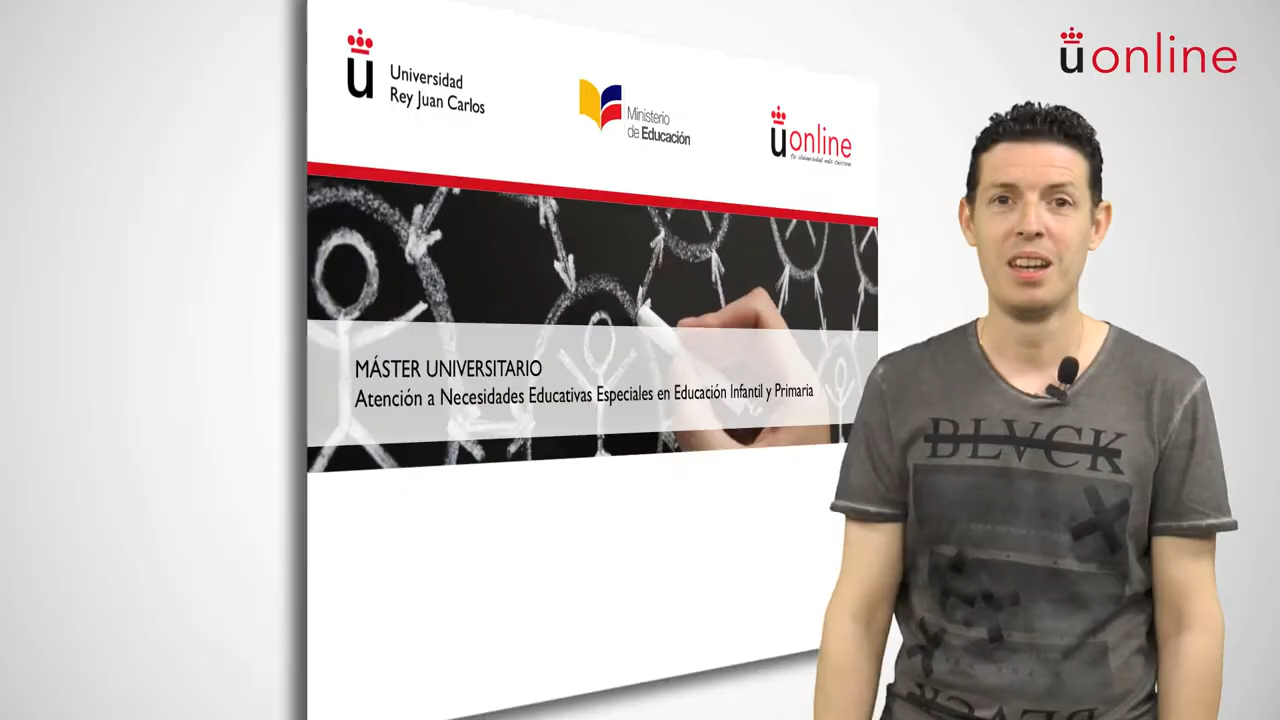 Universidad
Rey Juan Carlos
Ministerio
de Educación
uonline
uonline
MÁSTER UNIVERSITARIO
Atención a Necesidades Educativas Especiales en Educación Infantil y Primaria
BLVCK